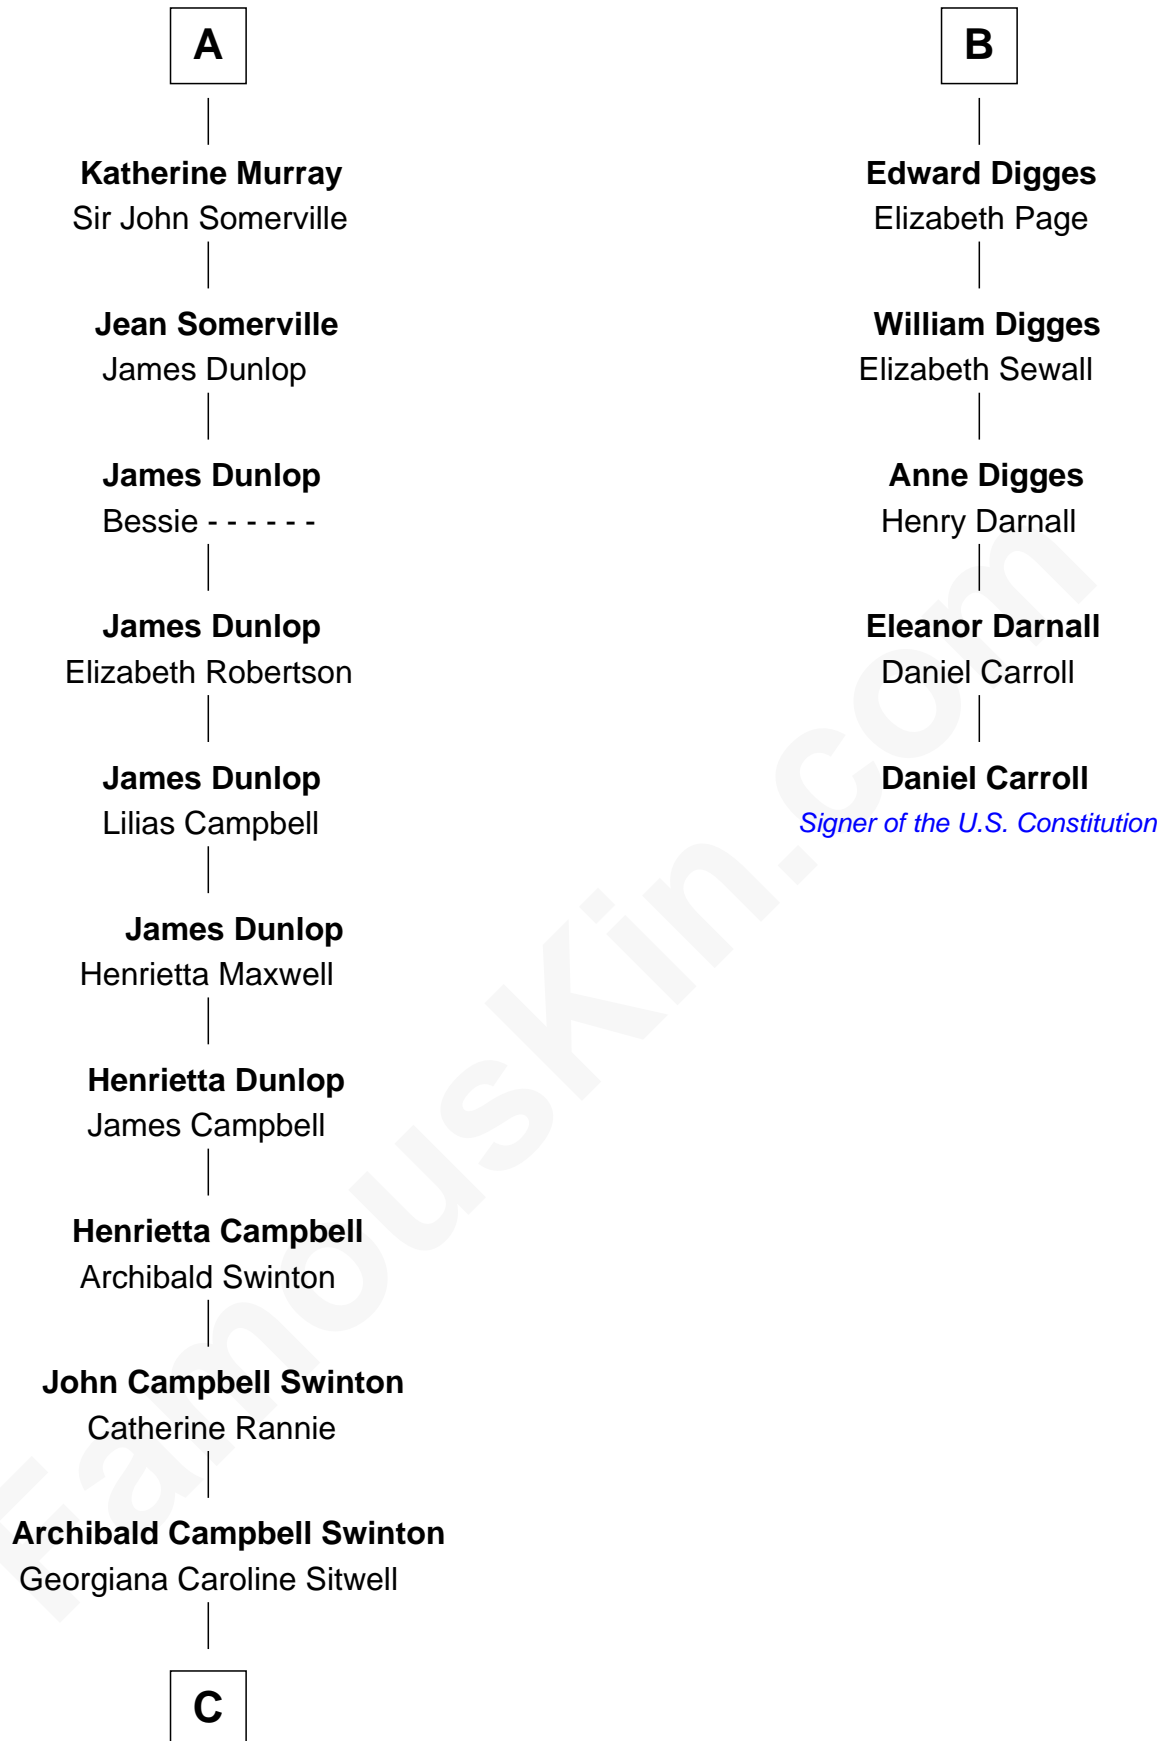 A
Katherine Murray
Sir John Somerville
Jean Somerville
James Dunlop
James Dunlop
Bessie - - - - - -
James Dunlop
Elizabeth Robertson
James Dunlop
Lilias Campbell
James Dunlop
Henrietta Maxwell
Henrietta Dunlop
James Campbell
Henrietta Campbell
Archibald Swinton
John Campbell Swinton
Catherine Rannie
Archibald Campbell Swinton
Georgiana Caroline Sitwell
C
B
Edward Digges
Elizabeth Page
William Digges
Elizabeth Sewall
Anne Digges
Henry Darnall
Eleanor Darnall
Daniel Carroll
Daniel Carroll
Signer of the U.S. Constitution
FamousKin.com